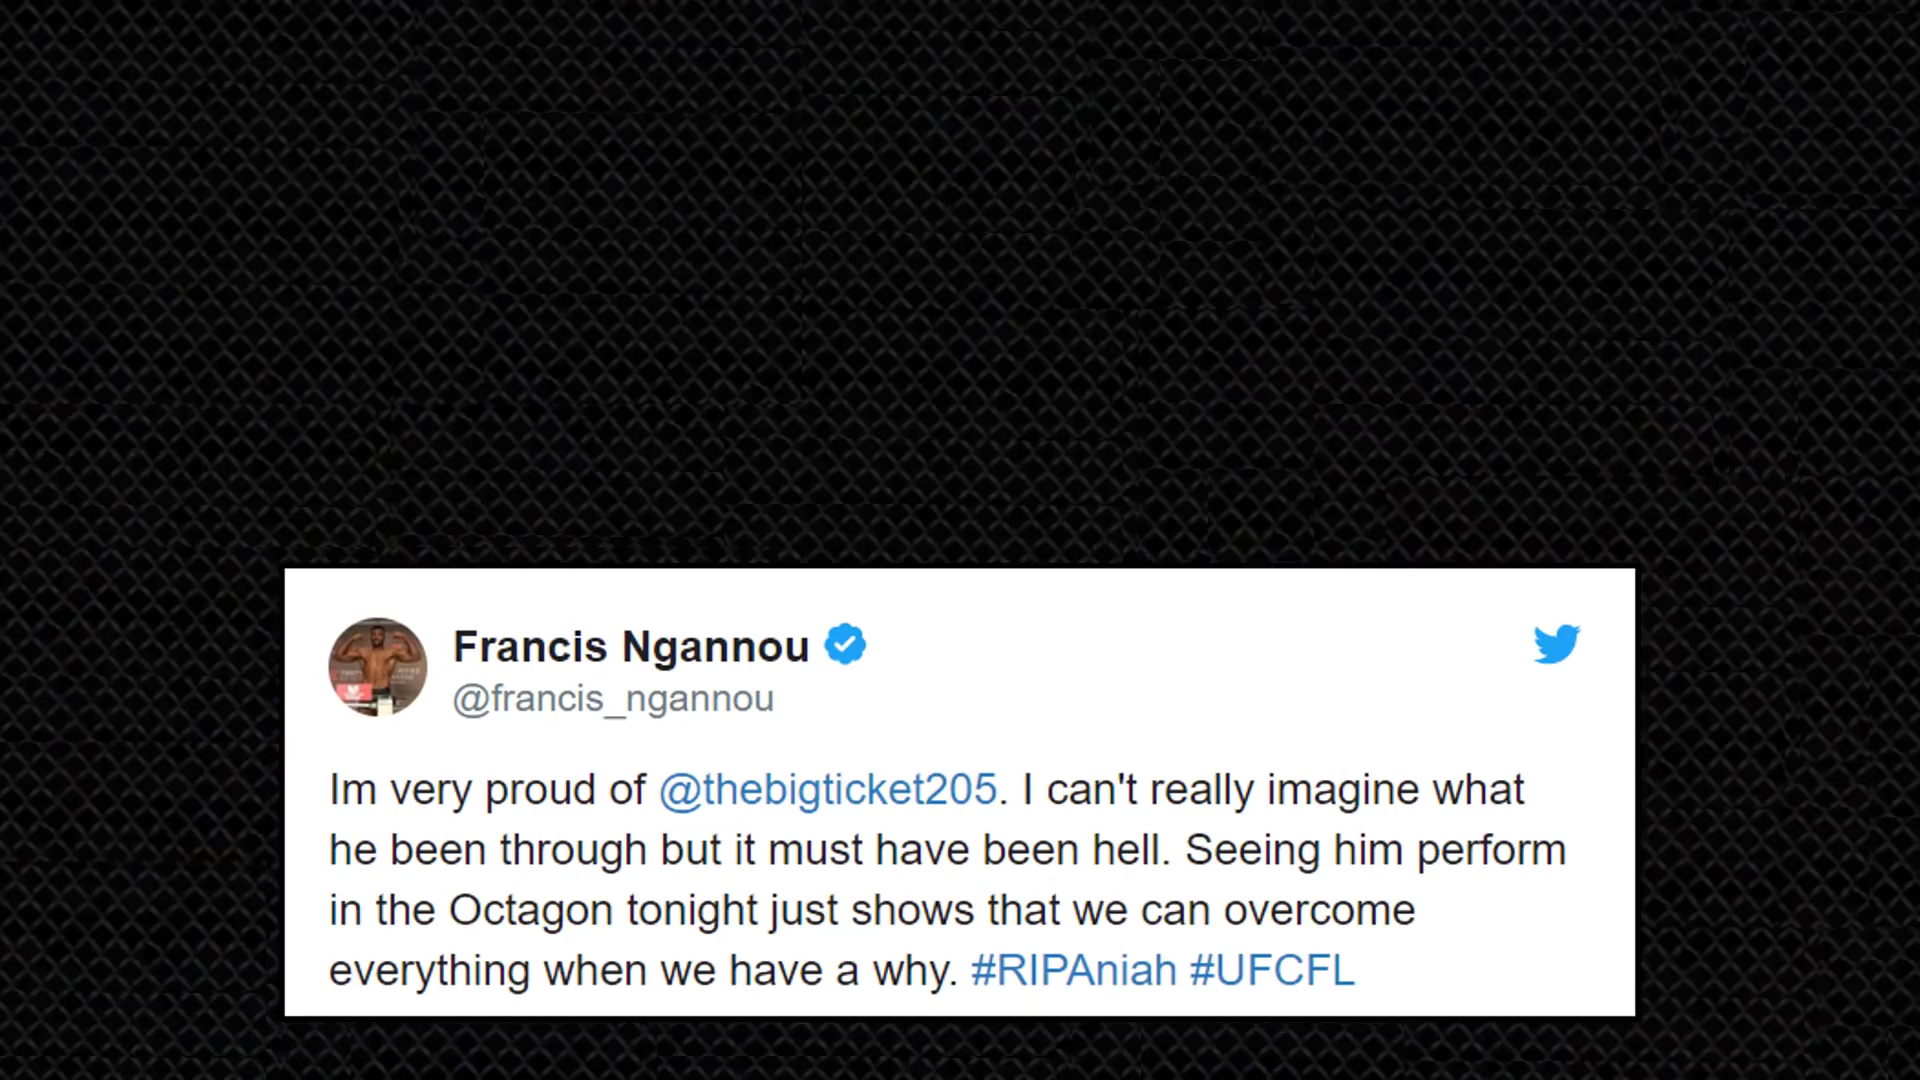 Francis Ngannou
@francis_ngannou
Im very proud of @thebigticket205. I can't really imagine what
he been through but it must have been hell. Seeing him perform
in the Octagon tonight just shows that we can overcome
everything when we have a why. #RIPAniah #UFCFL